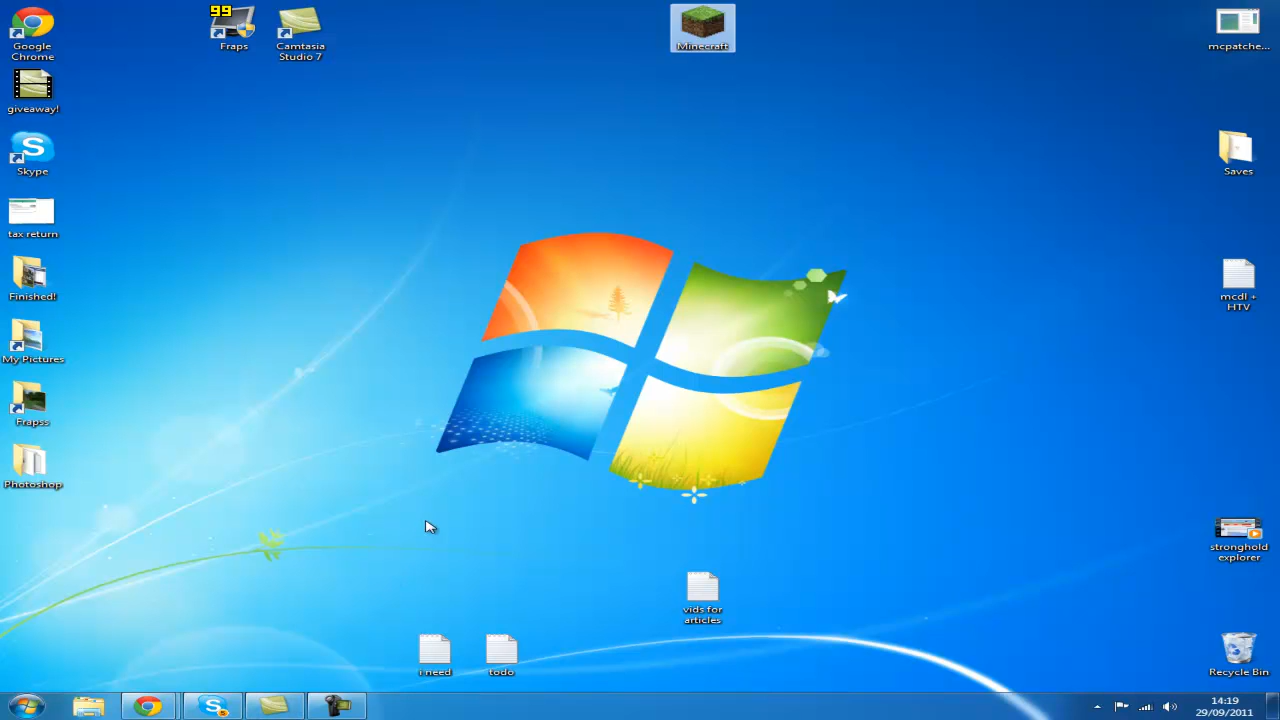 99
Fraps
Camtasia
Studio 7
Minecraft
mcpatche...
Google
Chrome
giveaway!
Skype
Saves
tax return
Finished!
mcdl +
HTV
My Pictures
Frapss
Photoshop
stronghold
explorer
vids for
articles
i need
todo
Recycle Bin
14:19
29/09/2011